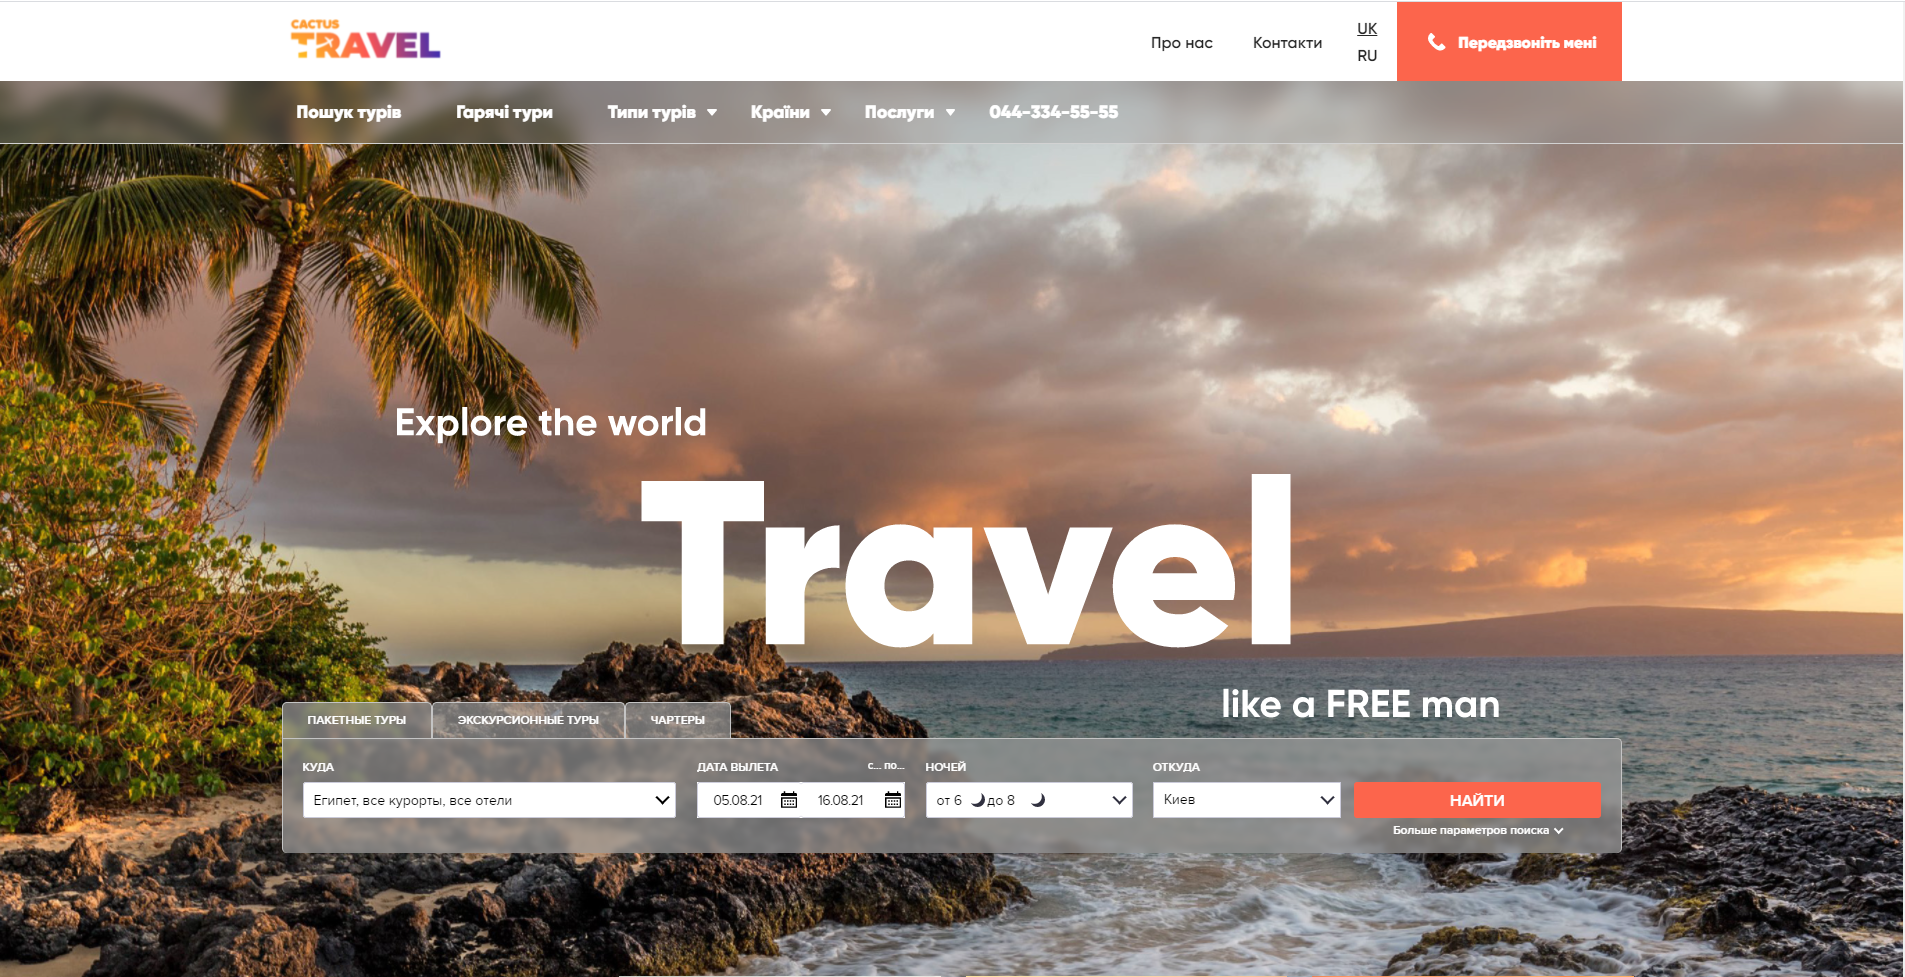 CACTUS
TRAVEL
Про нас
Контакти
UK
RU
Передзвоніть мені
Пошук турів
Гарячі тури
Типи турів
Країни
Послуги
044-334-55-55
Explore the world
Travel
like a FREE man
ПАКЕТНЫЕ ТУРЫ
ЭКСКУРСИОННЫЕ ТУРЫ
ЧАРТЕРЫ
КУДА
Египет, все курорты, все отели
ДАТА ВЫЛЕТА
с... по...
05.08.21
16.08.21
НОЧЕЙ
от 6 до 8
ОТКУДА
Киев
НАЙТИ
Больше параметров поиска